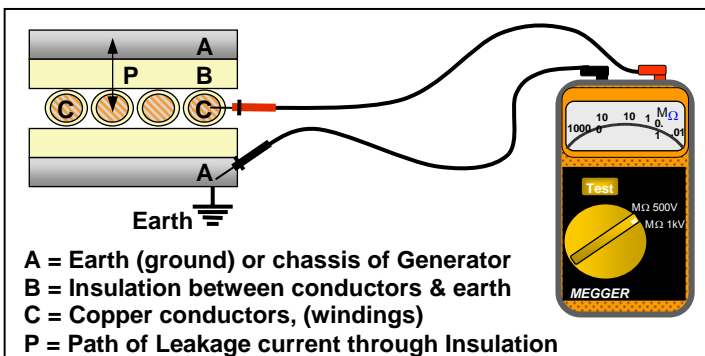 A
P B
C C
A
Earth
MΩ
1000 10 0 10 1 0. 1 .01
Test
MΩ 500V
MΩ 1kV
MEGGER
A = Earth (ground) or chassis of Generator
B = Insulation between conductors & earth
C = Copper conductors, (windings)
P = Path of Leakage current through Insulation